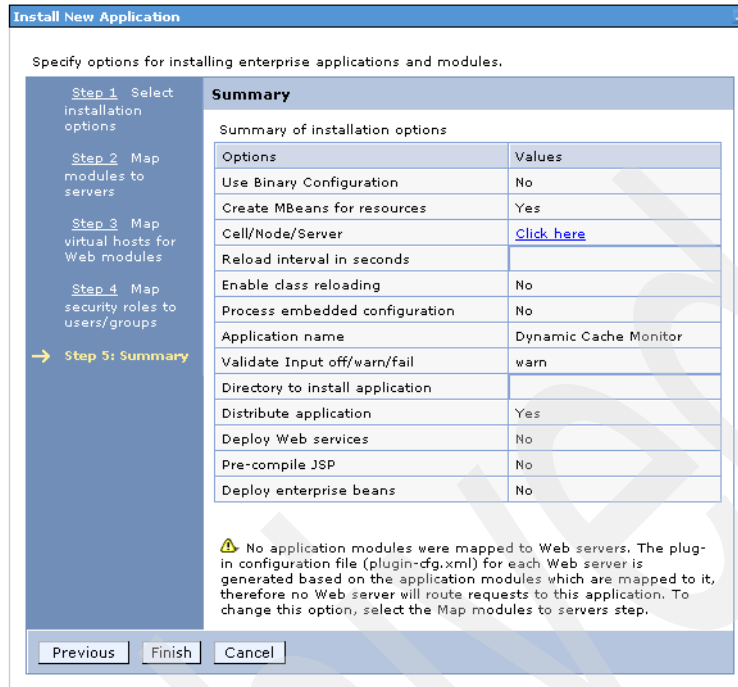 Install New Application
Specify options for installing enterprise applications and modules.
Step 1 Select
installation
options
Step 2 Map
modules to
servers
Step 3 Map
virtual hosts for
Web modules
Step 4 Map
security roles to
users/groups
Step 5: Summary
Summary
Summary of installation options
Options Values
Use Binary Configuration No
Create MBeans for resources Yes
Cell/Node/Server Click here
Reload interval in seconds
Enable class reloading No
Process embedded configuration No
Application name Dynamic Cache Monitor
Validate Input off/warn/fail warn
Directory to install application
Distribute application Yes
Deploy Web services No
Pre-compile JSP No
Deploy enterprise beans No
No application modules were mapped to Web servers. The plug-
in configuration file (plugin-cfg.xml) for each Web server is
generated based on the application modules which are mapped to it,
therefore no Web server will route requests to this application. To
change this option, select the Map modules to servers step.
Previous Finish Cancel